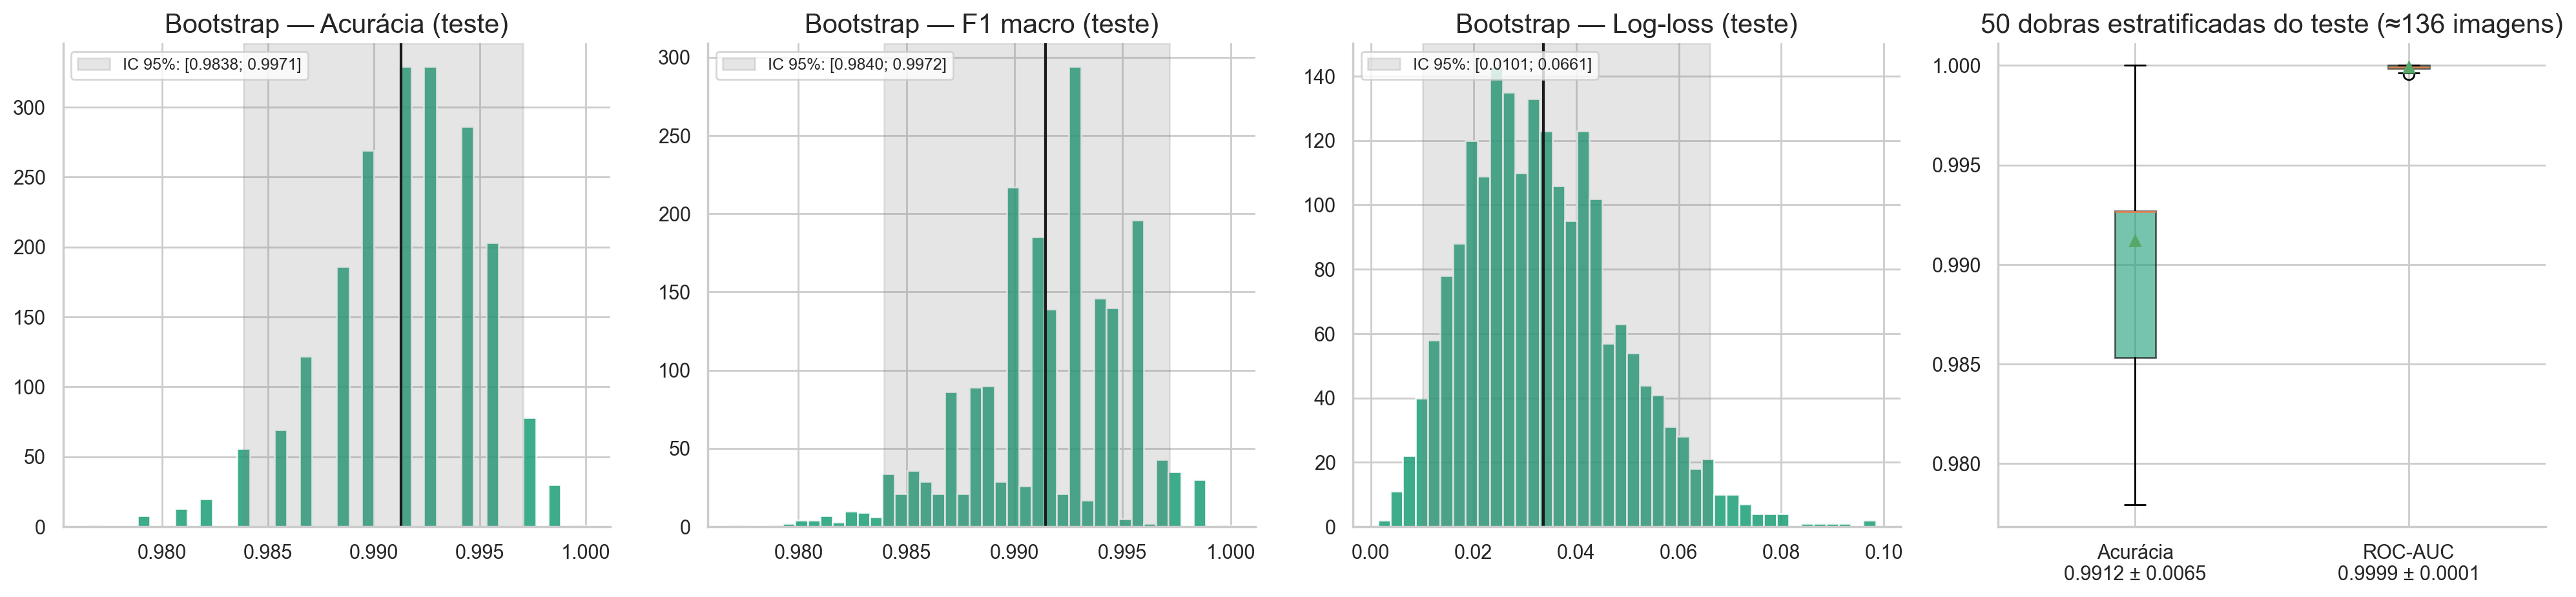 Bootstrap — Acurácia (teste)
IC 95%: [0.9838; 0.9971]
300
250
200
150
100
50
0
0.980 0.985 0.990 0.995 1.000
Bootstrap — F1 macro (teste)
IC 95%: [0.9840; 0.9972]
300
250
200
150
100
50
0
0.980 0.985 0.990 0.995 1.000
Bootstrap — Log-loss (teste)
IC 95%: [0.0101; 0.0661]
140
120
100
80
60
40
20
0
0.00 0.02 0.04 0.06 0.08 0.10
50 dobras estratificadas do teste (≈136 imagens)
1.000
0.995
0.990
0.985
0.980
Acurácia
0.9912 ± 0.0065
ROC-AUC
0.9999 ± 0.0001